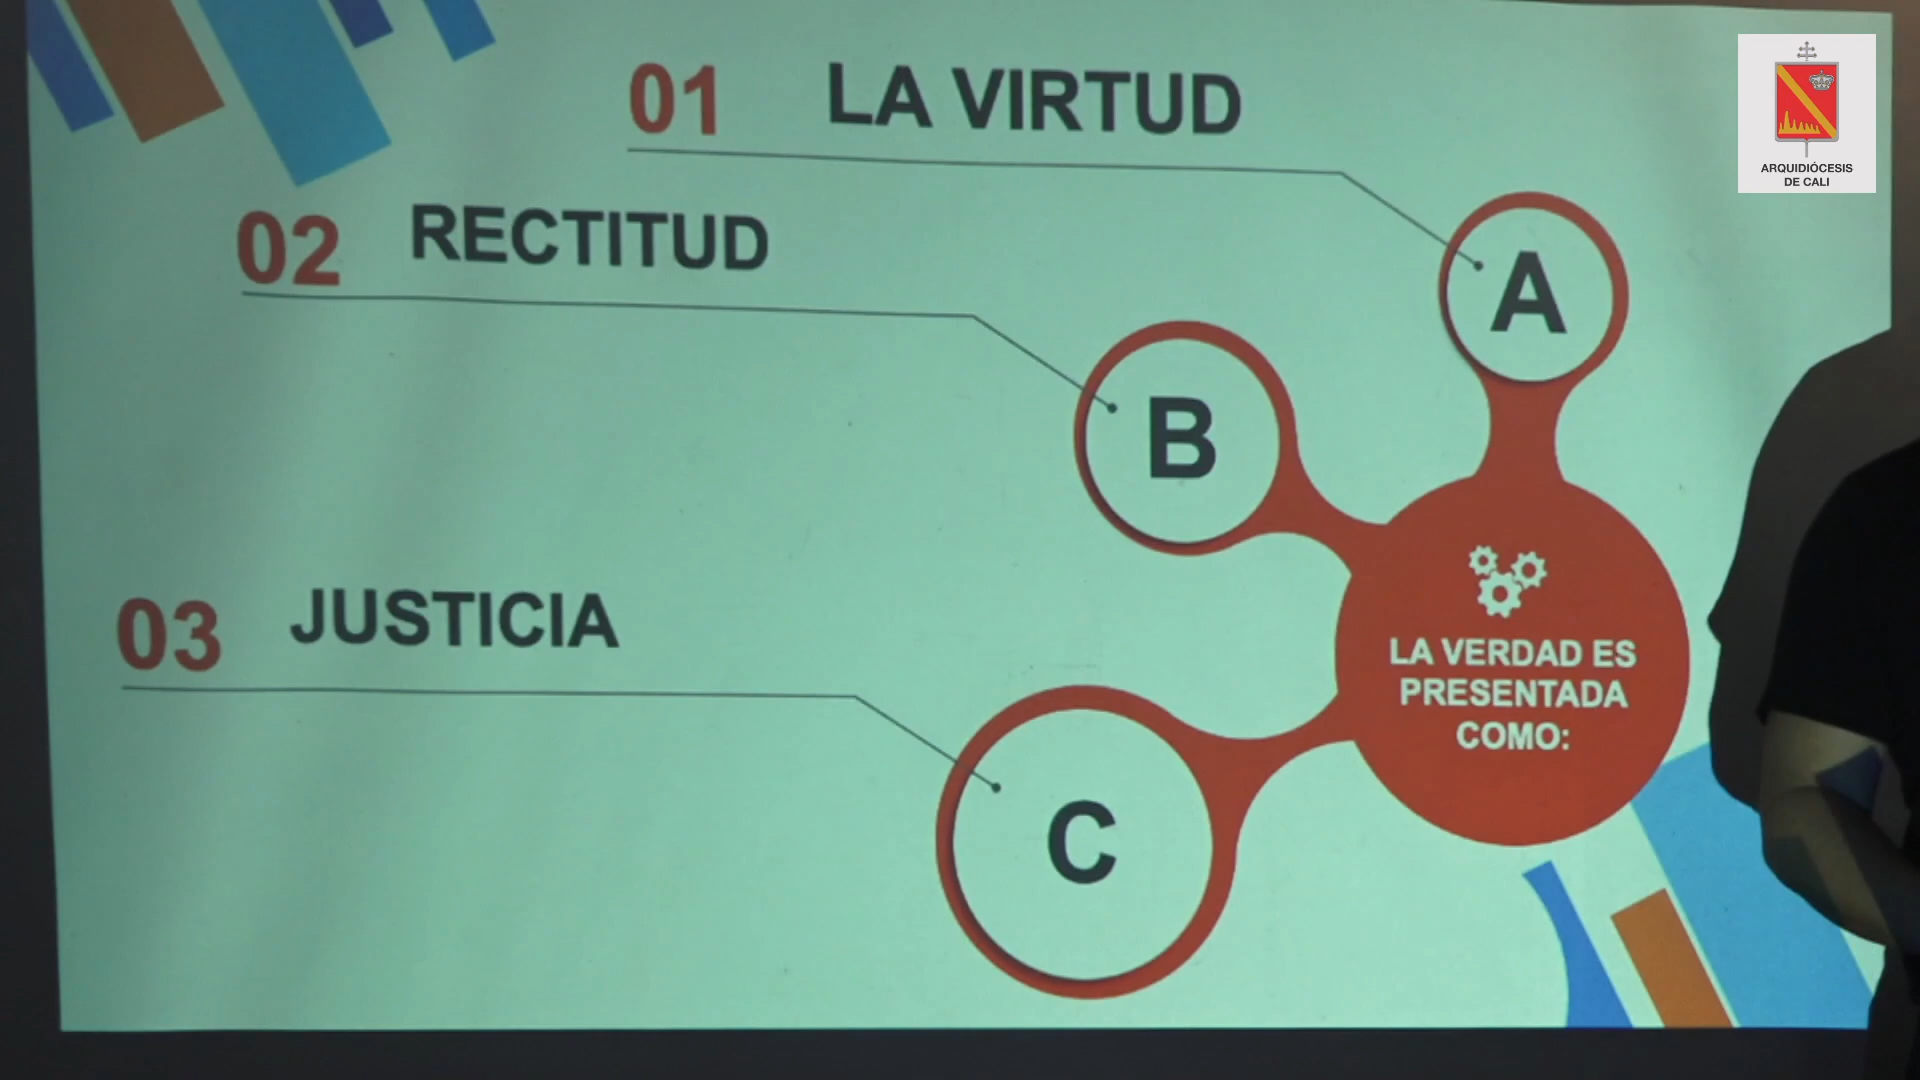 01 LA VIRTUD
02 RECTITUD
03 JUSTICIA
A
B
C
LA VERDAD ES
PRESENTADA
COMO:
ARQUIDIÓCESIS
DE CALI